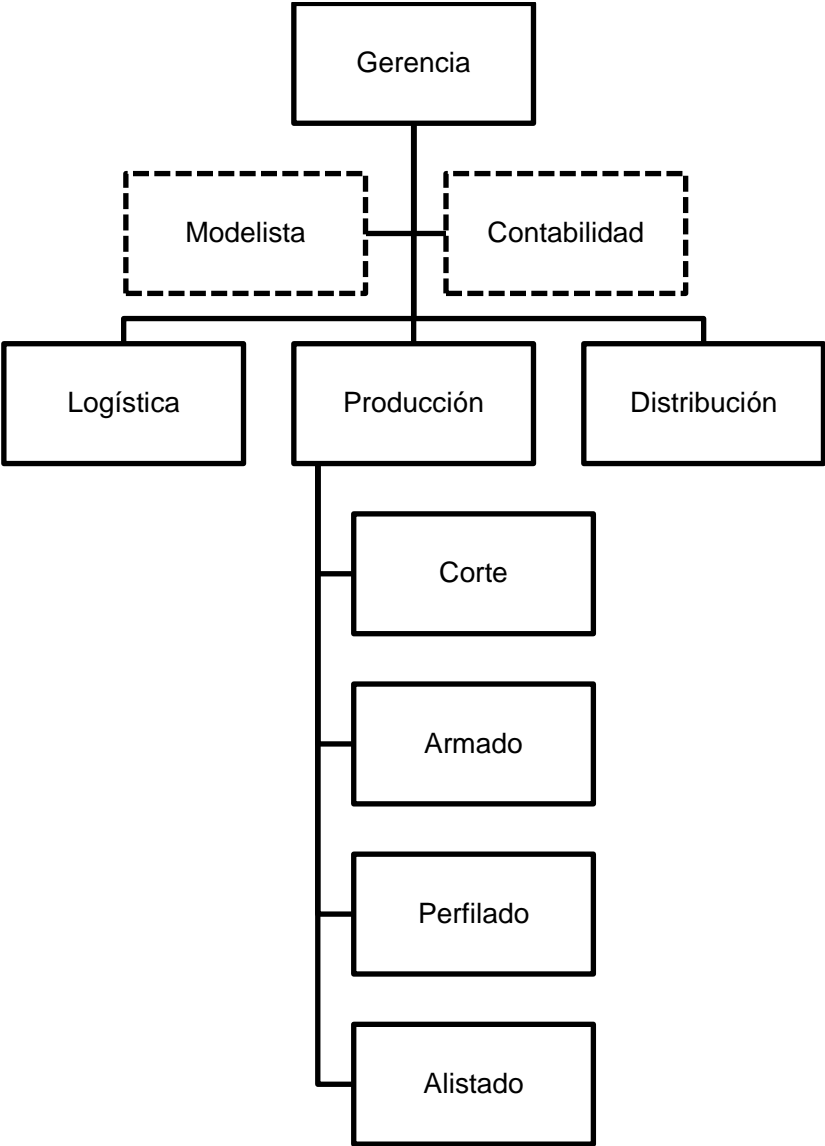 Gerencia
Modelista
Contabilidad
Logística
Producción
Distribución
Corte
Armado
Perfilado
Alistado